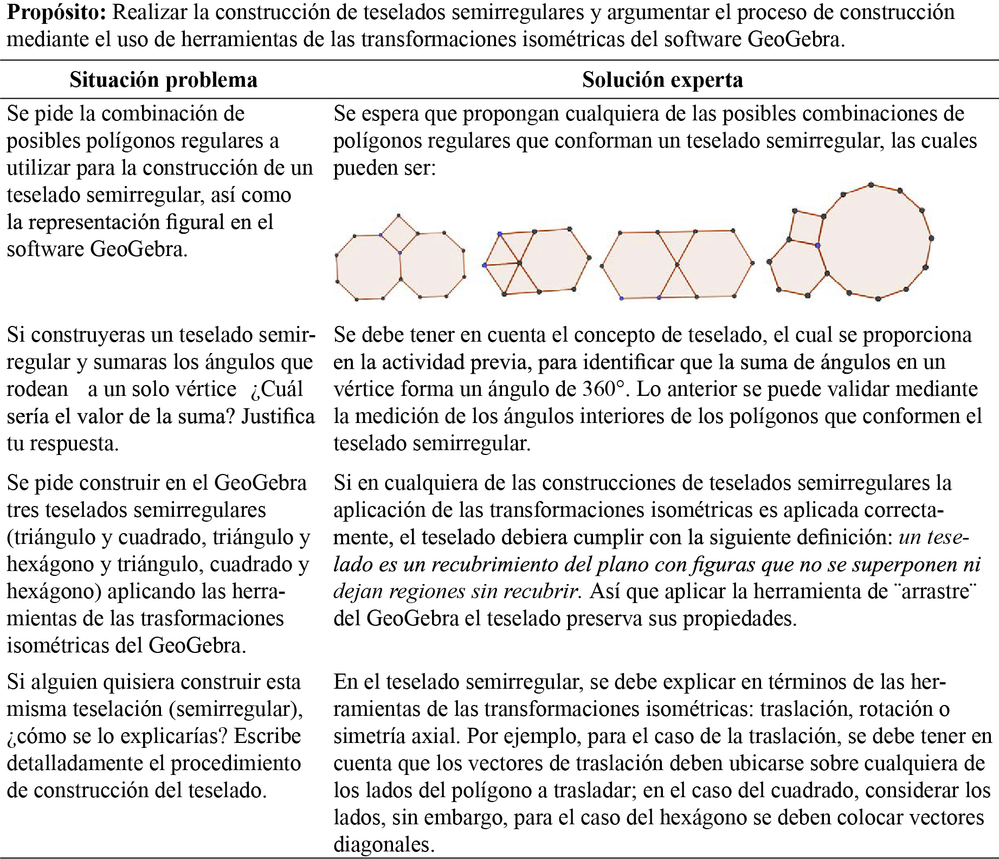 Propósito: Realizar la construcción de teselados semirregulares y argumentar el proceso de construcción
mediante el uso de herramientas de las transformaciones isométricas del software GeoGebra.
Situación problema
Solución experta
Se pide la combinación de
posibles polígonos regulares a
utilizar para la construcción de un
teselado semirregular, así como
la representación figural en el
software GeoGebra.
Se espera que propongan cualquiera de las posibles combinaciones de
polígonos regulares que conforman un teselado semirregular, las cuales
pueden ser:
Si construyeras un teselado semir-
regular y sumaras los ángulos que
rodean a un solo vértice ¿Cuál
sería el valor de la suma? Justifica
tu respuesta.
Se debe tener en cuenta el concepto de teselado, el cual se proporciona
en la actividad previa, para identificar que la suma de ángulos en un
vértice forma un ángulo de 360°. Lo anterior se puede validar mediante
la medición de los ángulos interiores de los polígonos que conformen el
teselado semirregular.
Se pide construir en el GeoGebra
tres teselados semirregulares
(triángulo y cuadrado, triángulo y
hexágono y triángulo, cuadrado y
hexágono) aplicando las herra-
mientas de las trasformaciones
isométricas del GeoGebra.
Si en cualquiera de las construcciones de teselados semirregulares la
aplicación de las transformaciones isométricas es aplicada correcta-
mente, el teselado debiera cumplir con la siguiente definición: un tese-
lado es un recubrimiento del plano con figuras que no se superponen ni
dejan regiones sin recubrir. Así que aplicar la herramienta de ¨arrastre¨
del GeoGebra el teselado preserva sus propiedades.
Si alguien quisiera construir esta
misma teselación (semirregular),
¿cómo se lo explicarías? Escribe
detalladamente el procedimiento
de construcción del teselado.
En el teselado semirregular, se debe explicar en términos de las her-
ramientas de las transformaciones isométricas: traslación, rotación o
simetría axial. Por ejemplo, para el caso de la traslación, se debe tener en
cuenta que los vectores de traslación deben ubicarse sobre cualquiera de
los lados del polígono a trasladar; en el caso del cuadrado, considerar los
lados, sin embargo, para el caso del hexágono se deben colocar vectores
diagonales.